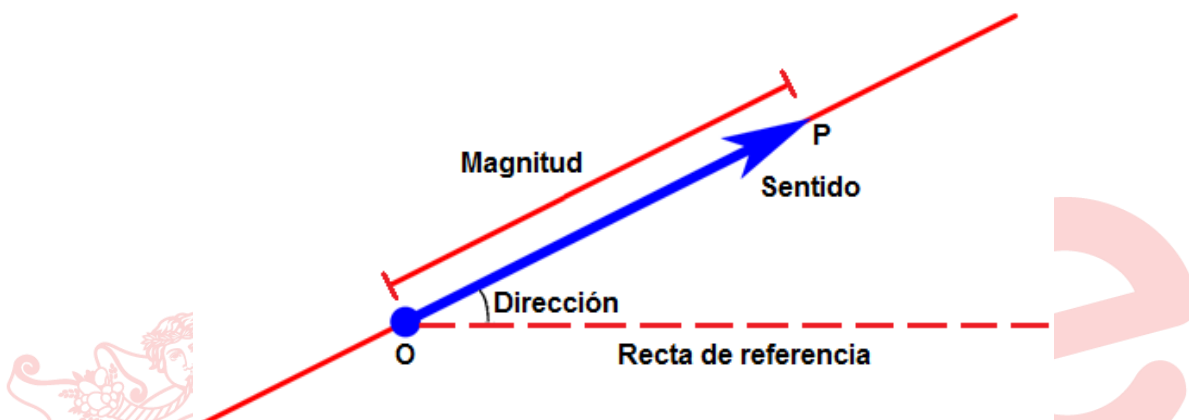 P
Magnitud
Sentido
Dirección
O
Recta de referencia